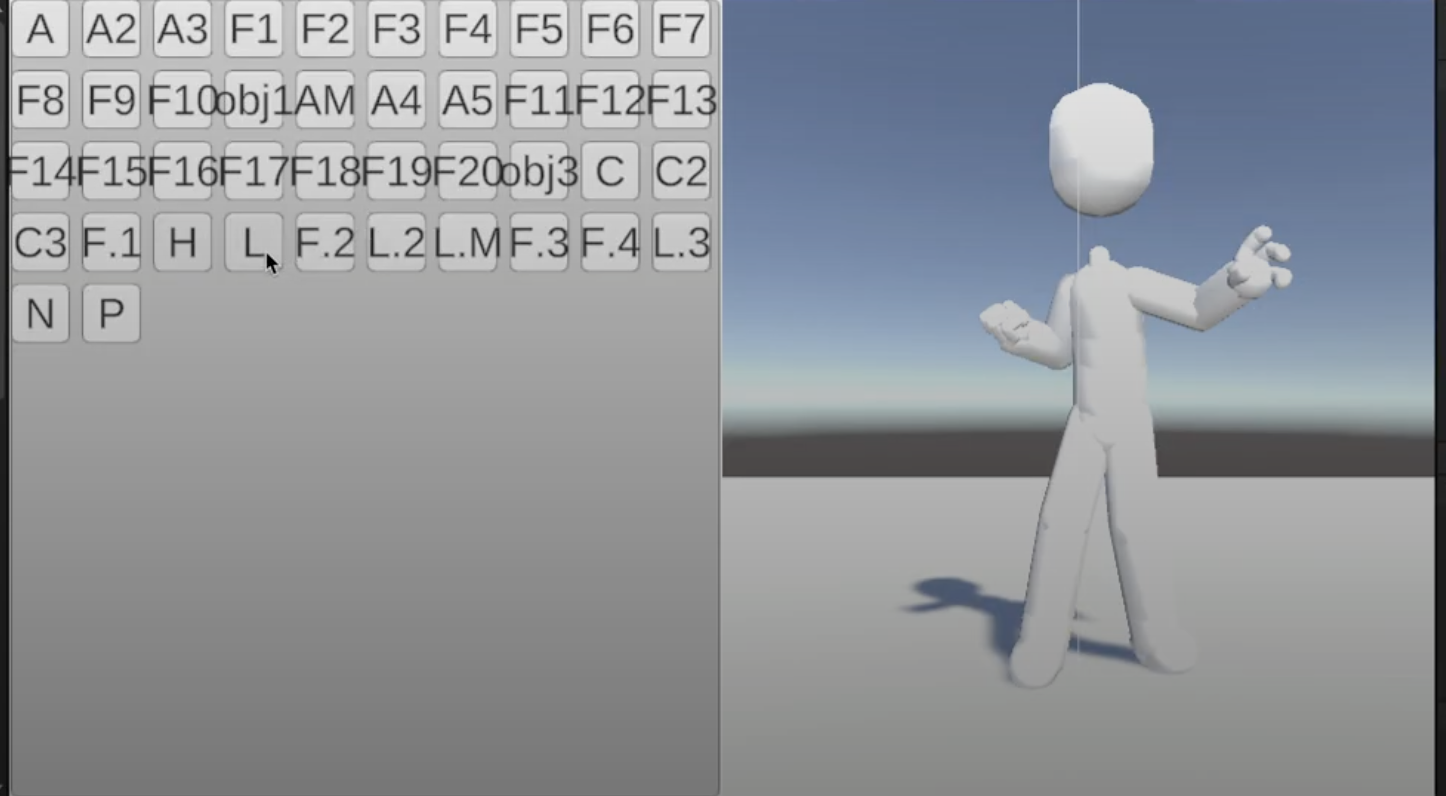 A A2 A3 F1 F2 F3 F4 F5 F6 F7
F8 F9 F10 obj1 AM A4 A5 F11 F12 F13
F14 F15 F16 F17 F18 F19 F20 obj3 C C2
C3 F.1 H L F.2 L.2 L.M F.3 F.4 L.3
N P